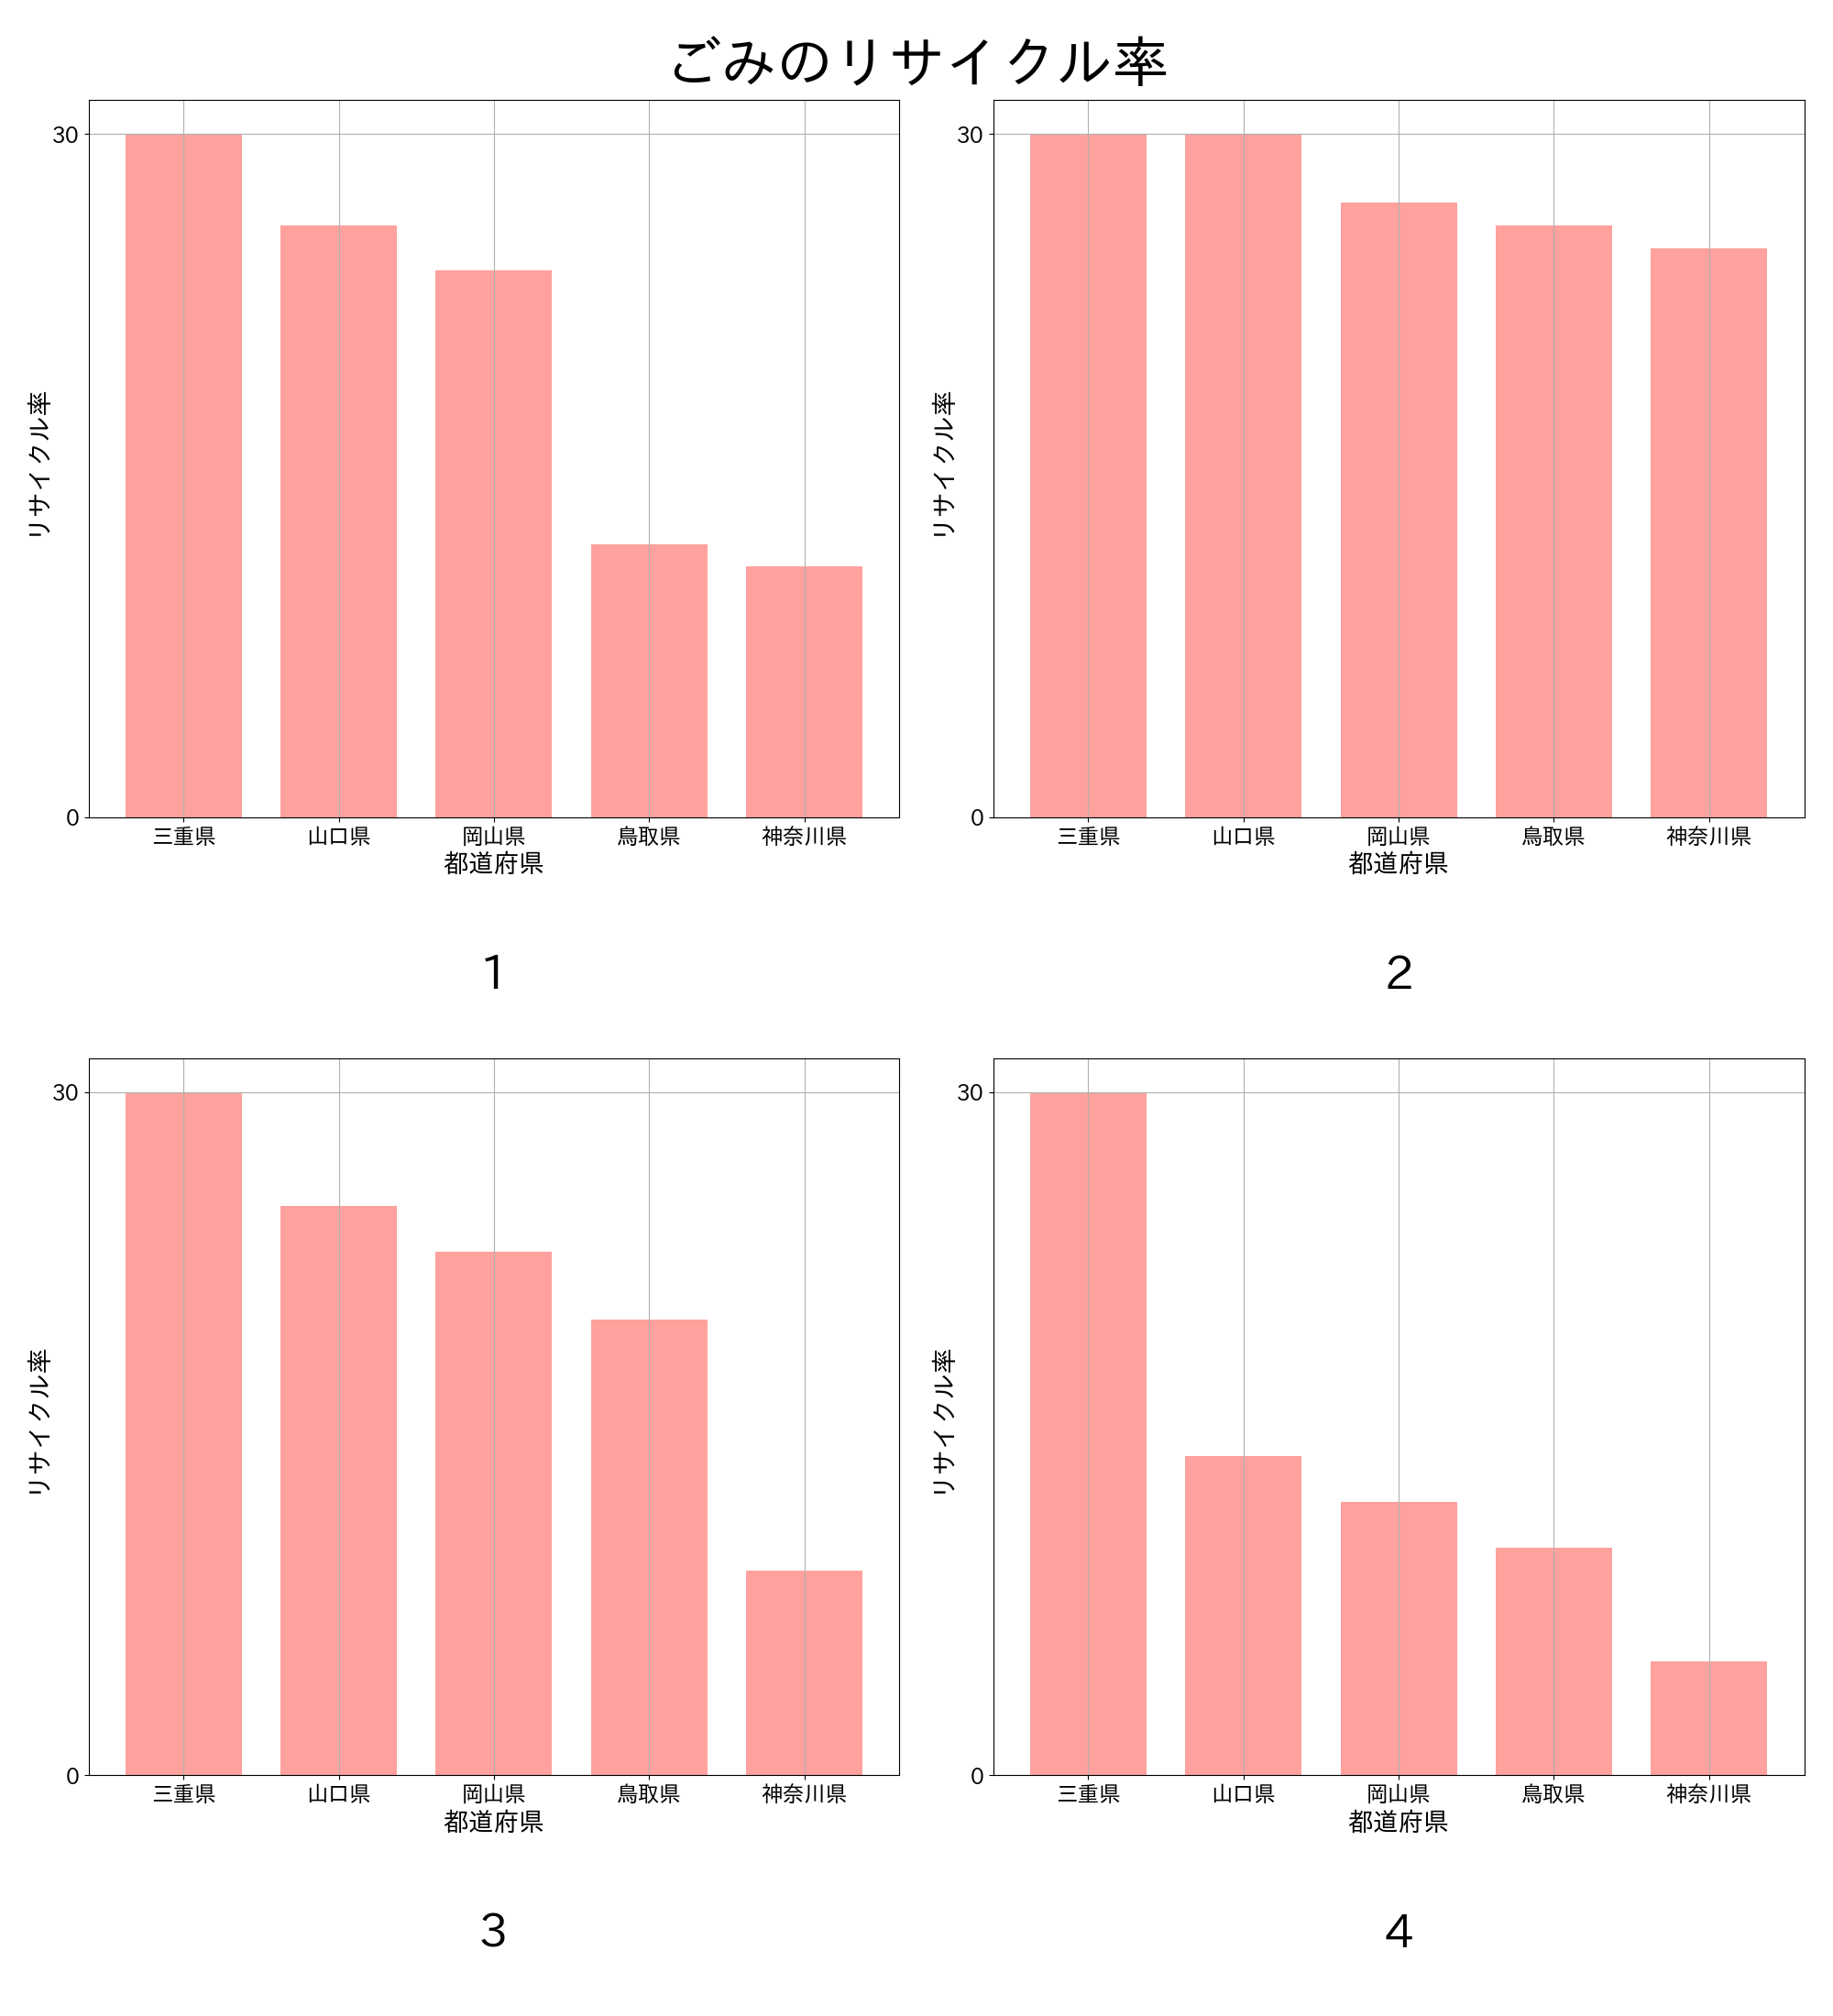 ごみのリサイクル率
30
0
リサイクル率
三重県 山口県 岡山県 鳥取県 神奈川県
都道府県
1
30
0
リサイクル率
三重県 山口県 岡山県 鳥取県 神奈川県
都道府県
2
30
0
リサイクル率
三重県 山口県 岡山県 鳥取県 神奈川県
都道府県
3
30
0
リサイクル率
三重県 山口県 岡山県 鳥取県 神奈川県
都道府県
4